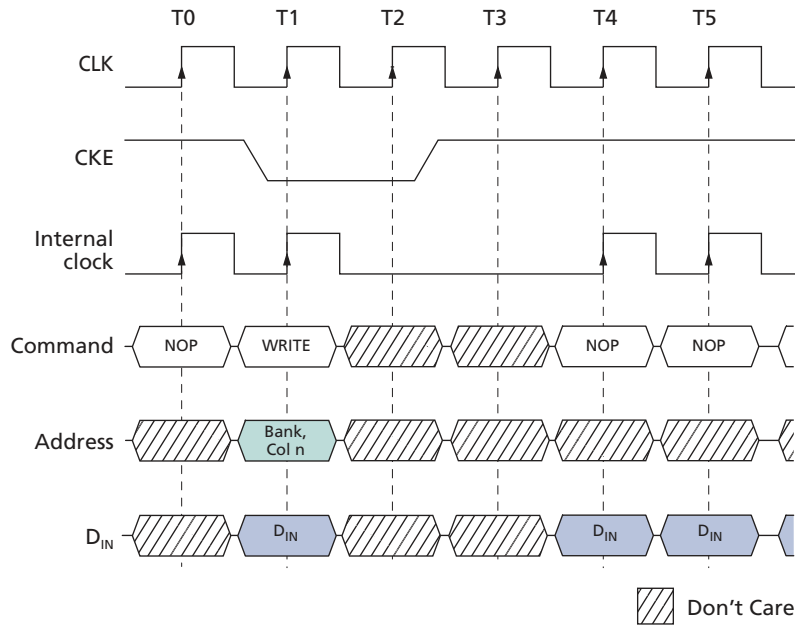 T0 T1 T2 T3 T4 T5
CLK
CKE
Internal
clock
Command NOP WRITE NOP NOP
Address Bank,
Col n
DIN DIN DIN DIN
Don't Care